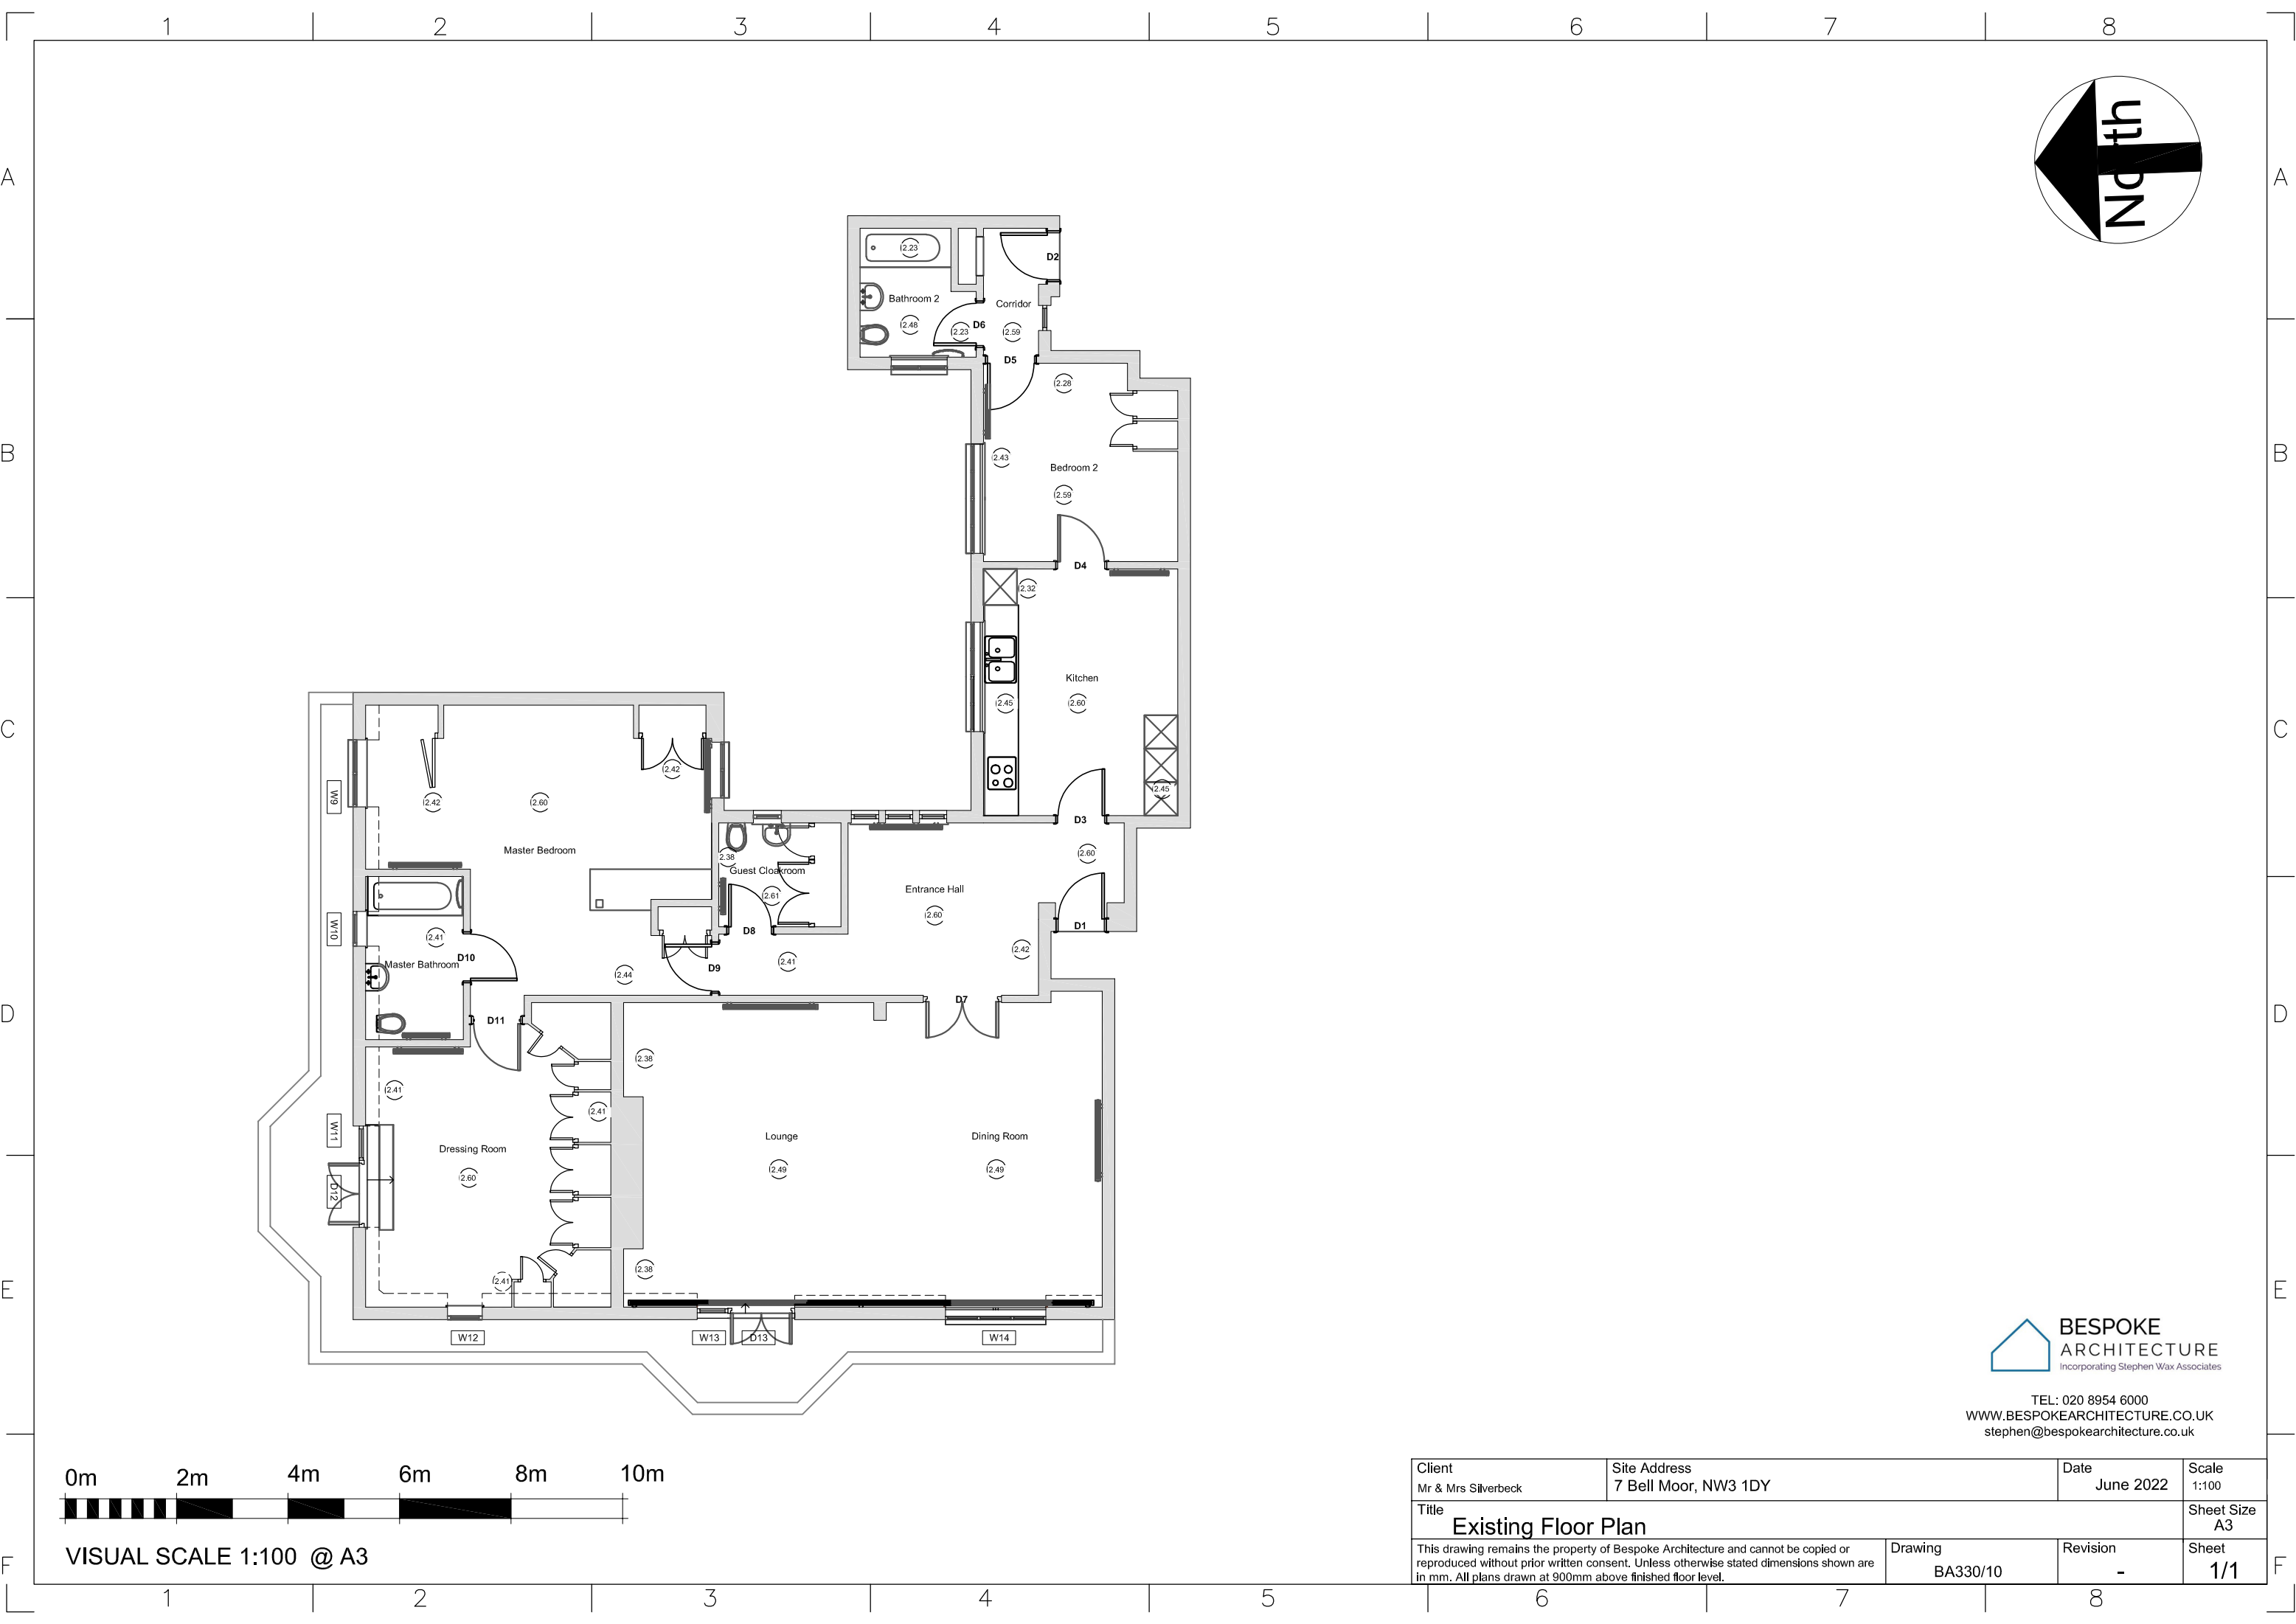 1 2 3 4 5 6 7 8
A A
North
2.23
D2
Bathroom 2
Corridor
2.48
2.23
D6
2.59
D5
2.28
B B
2.43
Bedroom 2
2.59
D4
2.32
Kitchen
2.45
2.60
C C
2.42
W9
2.42
2.60
2.45
D3
Master Bedroom
2.38
2.60
Guest Cloakroom
Entrance Hall
2.61
2.60
W10
2.41
D8
D1
2.42
D10
Master Bathroom
D9
2.41
2.44
D7
D D
D11
2.38
2.41
2.41
W11
Lounge
Dining Room
Dressing Room
2.49
2.49
2.60
D12
2.38
2.41
E E
W12
W13
D13
W14
BESPOKE
ARCHITECTURE
Incorporating Stephen Wax Associates
TEL: 020 8954 6000
WWW.BESPOKEARCHITECTURE.CO.UK
stephen@bespokearchitecture.co.uk
0m 2m 4m 6m 8m 10m
VISUAL SCALE 1:100 @ A3
Client
Mr & Mrs Silverbeck
Site Address
7 Bell Moor, NW3 1DY
Date
June 2022
Scale
1:100
Title
Existing Floor Plan
Sheet Size
A3
This drawing remains the property of Bespoke Architecture and cannot be copied or
reproduced without prior written consent. Unless otherwise stated dimensions shown are
in mm. All plans drawn at 900mm above finished floor level.
Drawing
BA330/10
Revision
-
Sheet
1/1
F F
1 2 3 4 5 6 7 8